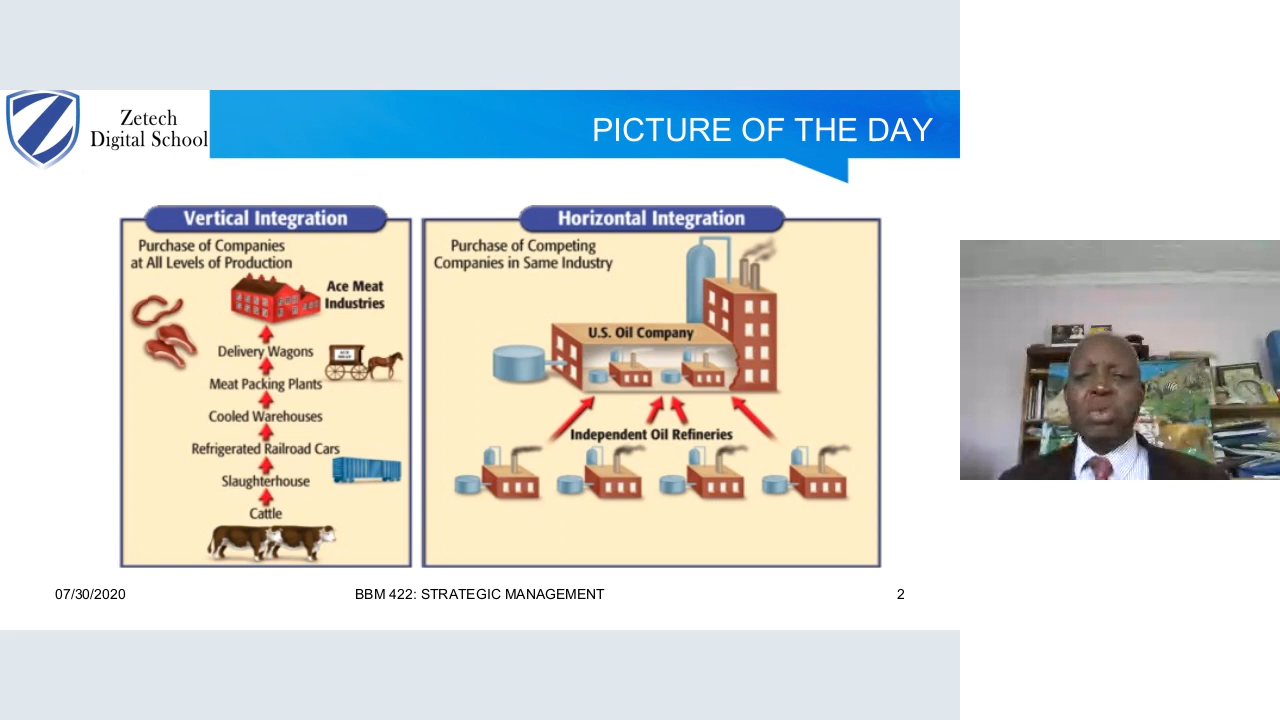 Zetech
Digital School
PICTURE OF THE DAY
Vertical Integration
Purchase of Companies
at All Levels of Production
Ace Meat
Industries
Delivery Wagons
Meat Packing Plants
Cooled Warehouses
Refrigerated Railroad Cars
Slaughterhouse
Cattle
Horizontal Integration
Purchase of Competing
Companies in Same Industry
U.S. Oil Company
Independent Oil Refineries
07/30/2020
BBM 422: STRATEGIC MANAGEMENT
2